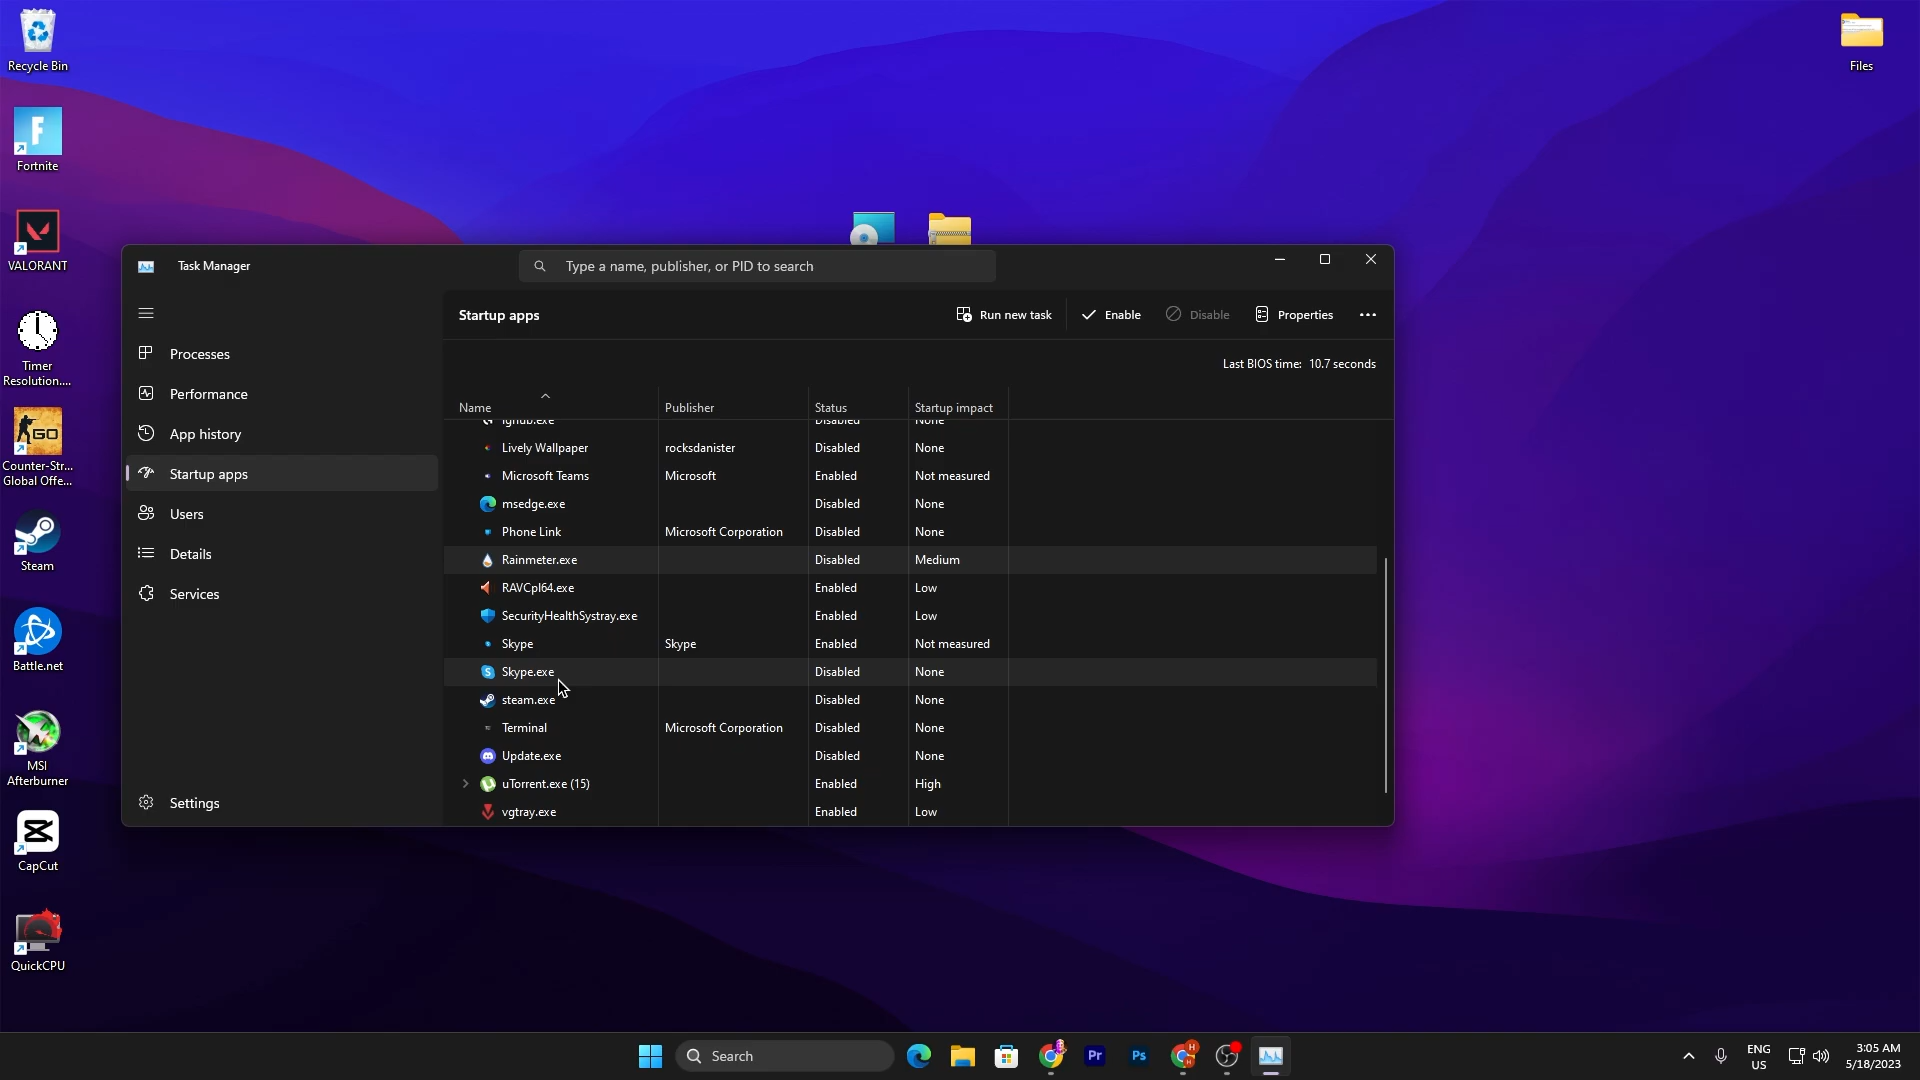 Recycle Bin
Files
Fortnite
VALORANT
Timer
Resolution....
GO
Counter-Str...
Global Offe...
Steam
Battle.net
MSI
Afterburner
CapCut
QuickCPU
Task Manager
Type a name, publisher, or PID to search
Startup apps
Run new task
Enable
Disable
Properties
Last BIOS time: 10.7 seconds
Processes
Performance
App history
Startup apps
Users
Details
Services
Settings
Name Publisher Status Startup impact
lghub.exe Disabled None
Lively Wallpaper rocksdanister Disabled None
Microsoft Teams Microsoft Enabled Not measured
msedge.exe Disabled None
Phone Link Microsoft Corporation Disabled None
Rainmeter.exe Disabled Medium
RAVCpl64.exe Enabled Low
SecurityHealthSystray.exe Enabled Low
Skype Skype Enabled Not measured
Skype.exe Disabled None
steam.exe Disabled None
Terminal Microsoft Corporation Disabled None
Update.exe Disabled None
uTorrent.exe (15) Enabled High
vgtray.exe Enabled Low
Search
Pr
Ps
H
ENG
US
3:05 AM
5/18/2023